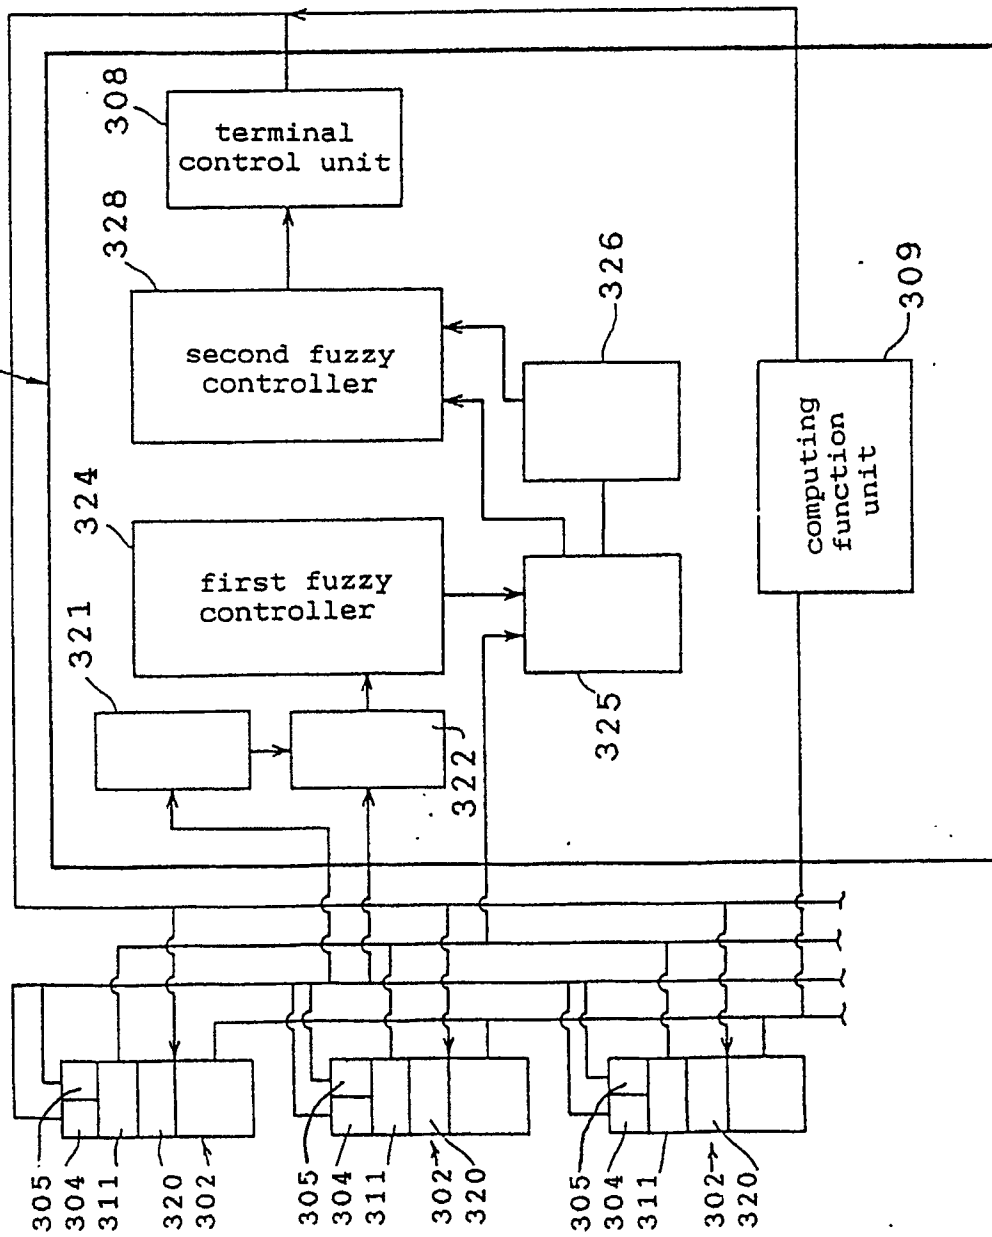 308
terminal
control unit
328
second fuzzy
controller
326
309
324
first fuzzy
controller
computing
function
unit
321
322
325
305
304
311
320
302
305
304
311
302
320
305
304
311
302
320